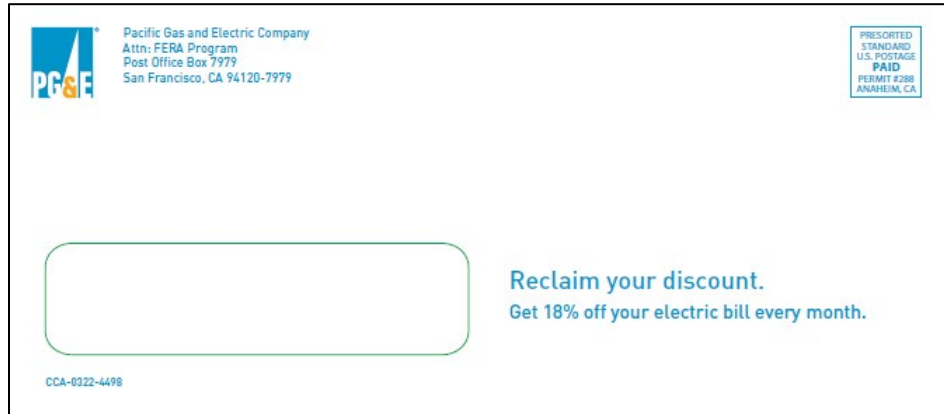 PG&E
Pacific Gas and Electric Company
Attn: FERA Program
Post Office Box 7979
San Francisco, CA 94120-7979
PRESORTED
STANDARD
U.S. POSTAGE
PAID
PERMIT #288
ANAHEIM, CA
Reclaim your discount.
Get 18% off your electric bill every month.
CCA-0322-4498